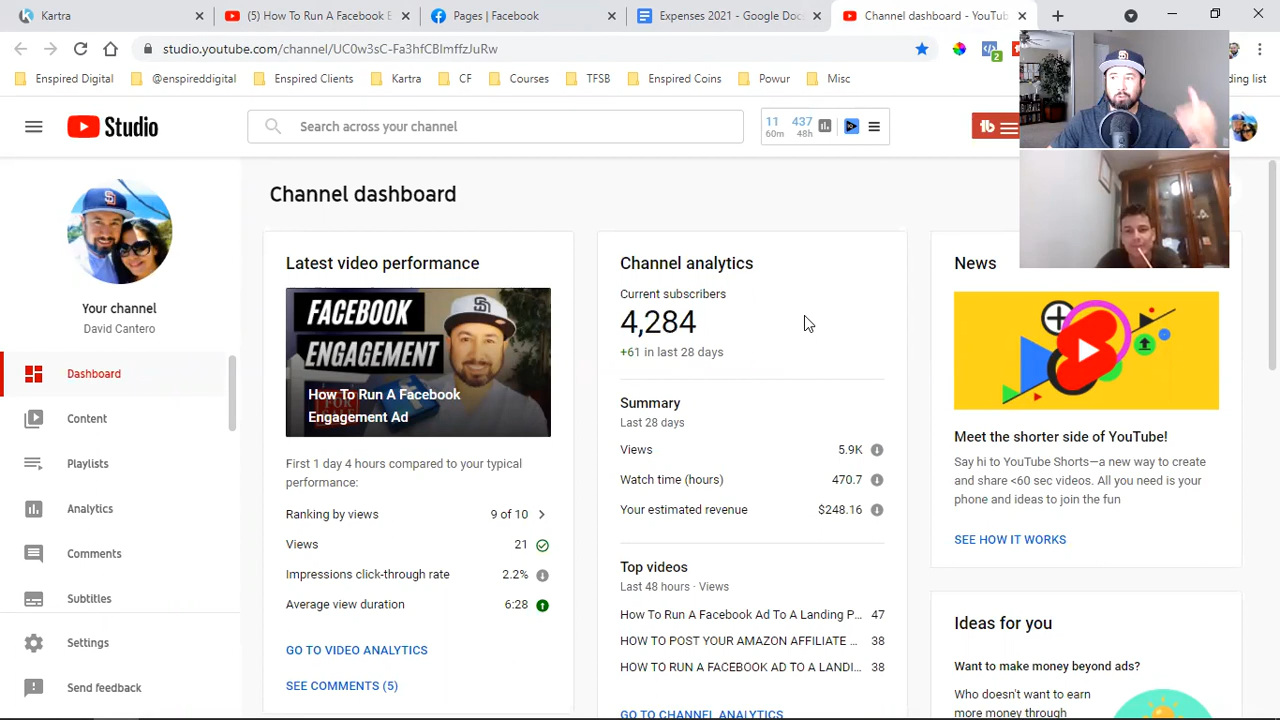 Kartra
(5) How To Run A Facebook E
Pages | Facebook
Expenses 2021 - Google Doc
Channel dashboard - YouTub
studio.youtube.com/channel/UC0w3sC-Fa3hfCBlmffzJuRw
2
Enspired Digital
@enspireddigital
Enspired Clients
Kartra
CF
Courses
TFSB
Enspired Coins
Powur
Misc
ding list
Studio
Search across your channel
11
60m
437
48h
tb
Channel dashboard
Your channel
David Cantero
Dashboard
Content
Playlists
Analytics
Comments
Subtitles
Settings
Send feedback
Latest video performance
FACEBOOK
ENGAGEMENT
FOR
How To Run A Facebook
Engagement Ad
First 1 day 4 hours compared to your typical
performance:
Ranking by views 9 of 10
Views 21
Impressions click-through rate 2.2%
Average view duration 6:28
GO TO VIDEO ANALYTICS
SEE COMMENTS (5)
Channel analytics
Current subscribers
4,284
+61 in last 28 days
Summary
Last 28 days
Views 5.9K
Watch time (hours) 470.7
Your estimated revenue $248.16
Top videos
Last 48 hours · Views
How To Run A Facebook Ad To A Landing P... 47
HOW TO POST YOUR AMAZON AFFILIATE ... 38
HOW TO RUN A FACEBOOK AD TO A LANDI... 38
GO TO CHANNEL ANALYTICS
News
Meet the shorter side of YouTube!
Say hi to YouTube Shorts—a new way to create
and share <60 sec videos. All you need is your
phone and ideas to join the fun
SEE HOW IT WORKS
Ideas for you
Want to make money beyond ads?
Who doesn't want to earn
more money through